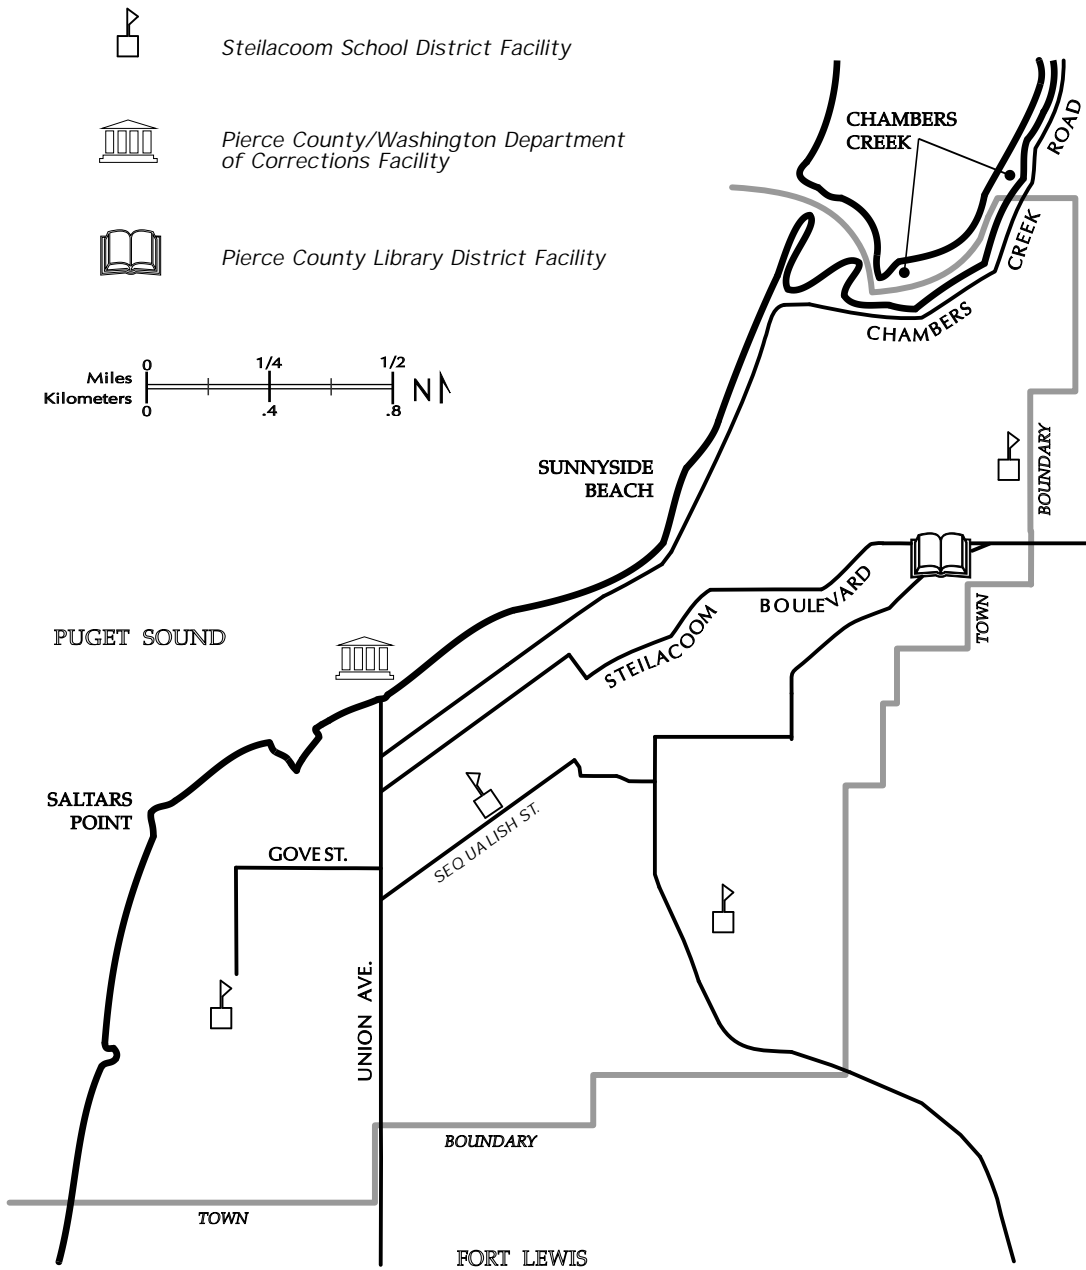 Steilacoom School District Facility
Pierce County/Washington Department
of Corrections Facility
Pierce County Library District Facility
0 1/4 1/2
Miles
Kilometers
0 .4 .8
N
CHAMBERS
CREEK
ROAD
CREEK
CHAMBERS
SUNNYSIDE
BEACH
BOUNDARY
TOWN
BOULEVARD
STEILACOOM
PUGET SOUND
SALTARS
POINT
GOVE ST.
SEQUALISH ST.
UNION AVE.
BOUNDARY
TOWN
FORT LEWIS